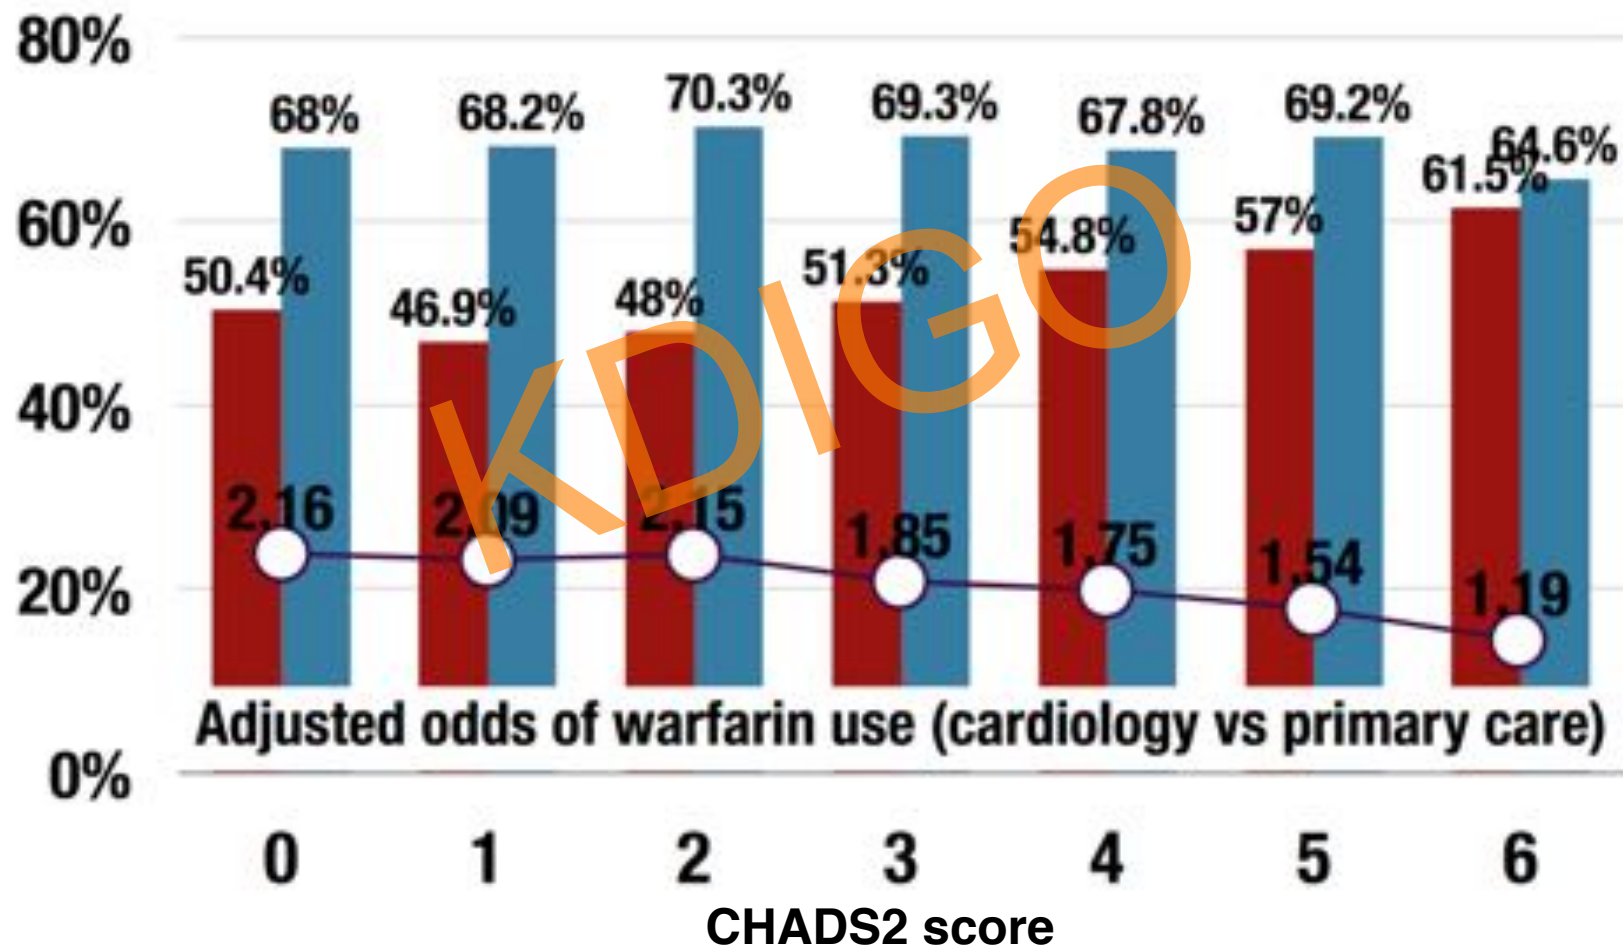 80%
68% 68.2% 70.3% 69.3% 67.8% 69.2% 64.6%
61.5%
60%
50.4% 46.9% 48% 51.3% 54.8% 57%
40%
2.16 2.09 2.15 1.85 1.75 1.54 1.19
20%
Adjusted odds of warfarin use (cardiology vs primary care)
0%
0 1 2 3 4 5 6
CHADS2 score
KDIGO